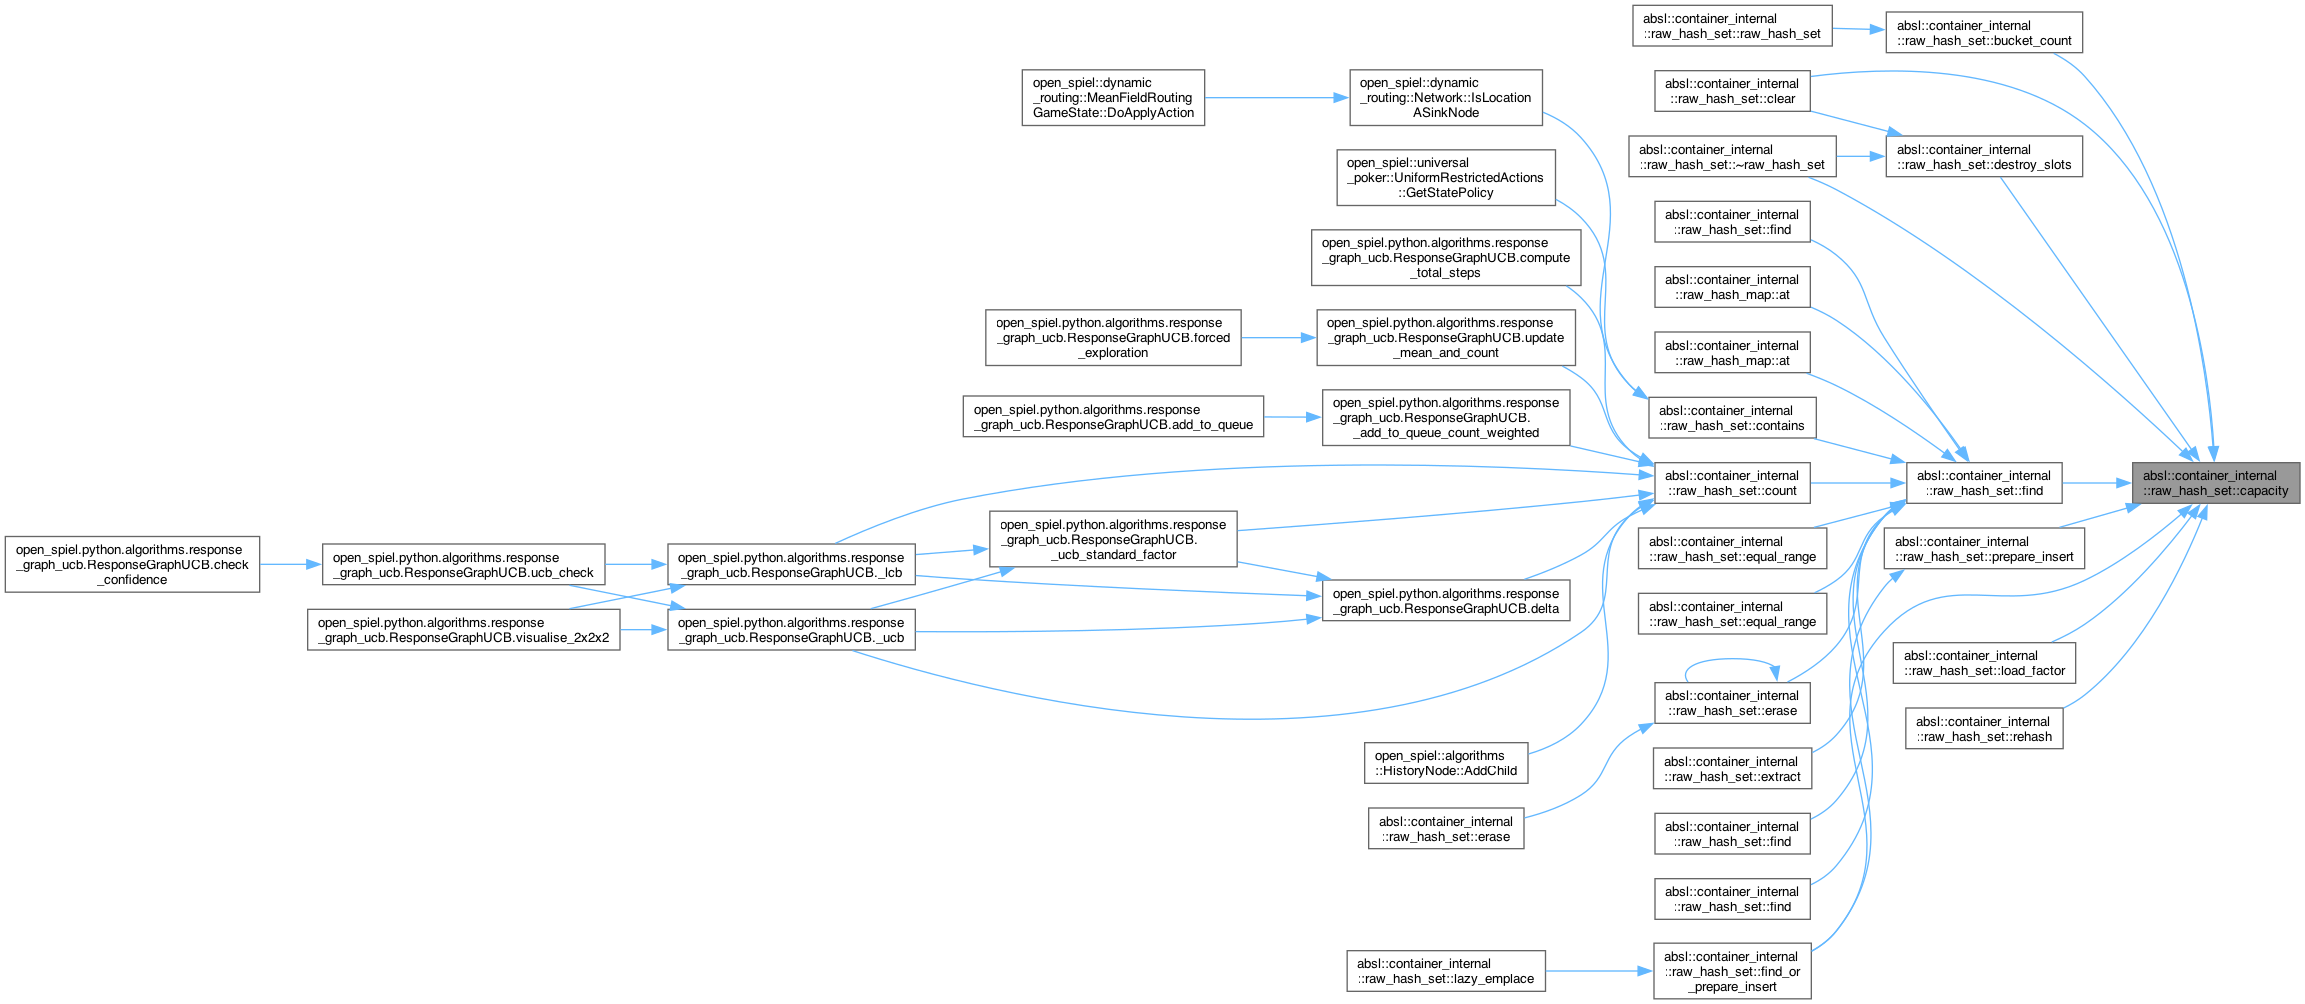 absl::container_internal
::raw_hash_set::raw_hash_set
absl::container_internal
::raw_hash_set::bucket_count
open_spiel::dynamic
_routing::MeanFieldRouting
GameState::DoApplyAction
open_spiel::dynamic
_routing::Network::IsLocation
ASinkNode
absl::container_internal
::raw_hash_set::clear
absl::container_internal
::raw_hash_set::~raw_hash_set
absl::container_internal
::raw_hash_set::destroy_slots
open_spiel::universal
_poker::UniformRestrictedActions
::GetStatePolicy
absl::container_internal
::raw_hash_set::find
open_spiel.python.algorithms.response
_graph_ucb.ResponseGraphUCB.compute
_total_steps
absl::container_internal
::raw_hash_map::at
open_spiel.python.algorithms.response
_graph_ucb.ResponseGraphUCB.forced
_exploration
open_spiel.python.algorithms.response
_graph_ucb.ResponseGraphUCB.update
_mean_and_count
absl::container_internal
::raw_hash_map::at
open_spiel.python.algorithms.response
_graph_ucb.ResponseGraphUCB.add_to_queue
open_spiel.python.algorithms.response
_graph_ucb.ResponseGraphUCB.
_add_to_queue_count_weighted
absl::container_internal
::raw_hash_set::contains
absl::container_internal
::raw_hash_set::count
absl::container_internal
::raw_hash_set::find
absl::container_internal
::raw_hash_set::capacity
open_spiel.python.algorithms.response
_graph_ucb.ResponseGraphUCB.
_ucb_standard_factor
absl::container_internal
::raw_hash_set::equal_range
absl::container_internal
::raw_hash_set::prepare_insert
open_spiel.python.algorithms.response
_graph_ucb.ResponseGraphUCB.check
_confidence
open_spiel.python.algorithms.response
_graph_ucb.ResponseGraphUCB.ucb_check
open_spiel.python.algorithms.response
_graph_ucb.ResponseGraphUCB._lcb
open_spiel.python.algorithms.response
_graph_ucb.ResponseGraphUCB.delta
absl::container_internal
::raw_hash_set::equal_range
open_spiel.python.algorithms.response
_graph_ucb.ResponseGraphUCB.visualise_2x2x2
open_spiel.python.algorithms.response
_graph_ucb.ResponseGraphUCB._ucb
absl::container_internal
::raw_hash_set::load_factor
absl::container_internal
::raw_hash_set::erase
absl::container_internal
::raw_hash_set::rehash
open_spiel::algorithms
::HistoryNode::AddChild
absl::container_internal
::raw_hash_set::extract
absl::container_internal
::raw_hash_set::erase
absl::container_internal
::raw_hash_set::find
absl::container_internal
::raw_hash_set::find
absl::container_internal
::raw_hash_set::lazy_emplace
absl::container_internal
::raw_hash_set::find_or
_prepare_insert